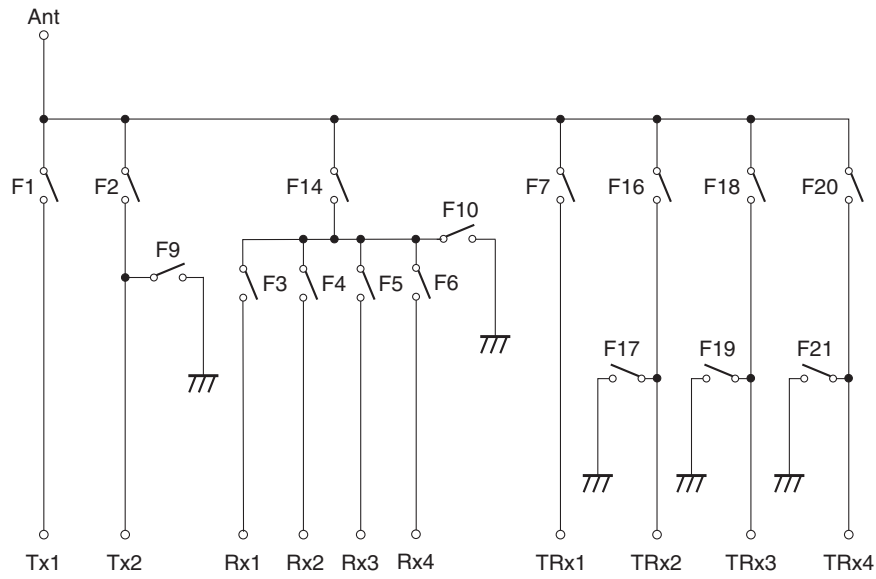 Ant
F1 F2 F14 F7 F16 F18 F20
F10
F9
F3 F4 F5 F6
F17 F19 F21
Tx1 Tx2 Rx1 Rx2 Rx3 Rx4 TRx1 TRx2 TRx3 TRx4